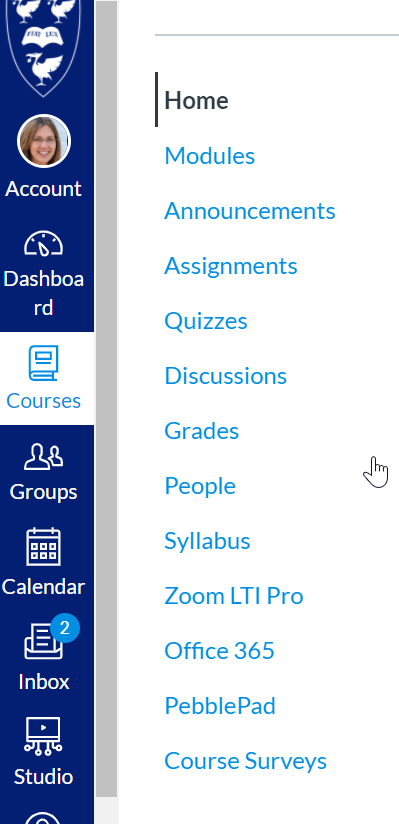 FIAT LUX
Account
Dashboa
rd
Courses
Groups
Calendar
2
Inbox
Studio
Home
Modules
Announcements
Assignments
Quizzes
Discussions
Grades
People
Syllabus
Zoom LTI Pro
Office 365
PebblePad
Course Surveys